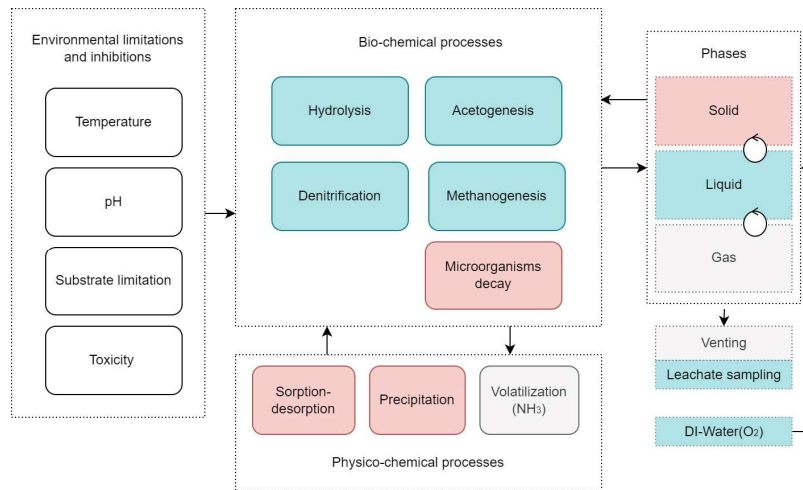 Environmental limitations
and inhibitions
Temperature
pH
Substrate limitation
Toxicity
Bio-chemical processes
Hydrolysis
Acetogenesis
Denitrification
Methanogenesis
Microorganisms
decay
Sorption-
desorption
Precipitation
Volatilization
(NH3)
Physico-chemical processes
Phases
Solid
Liquid
Gas
Venting
Leachate sampling
DI-Water(O2)